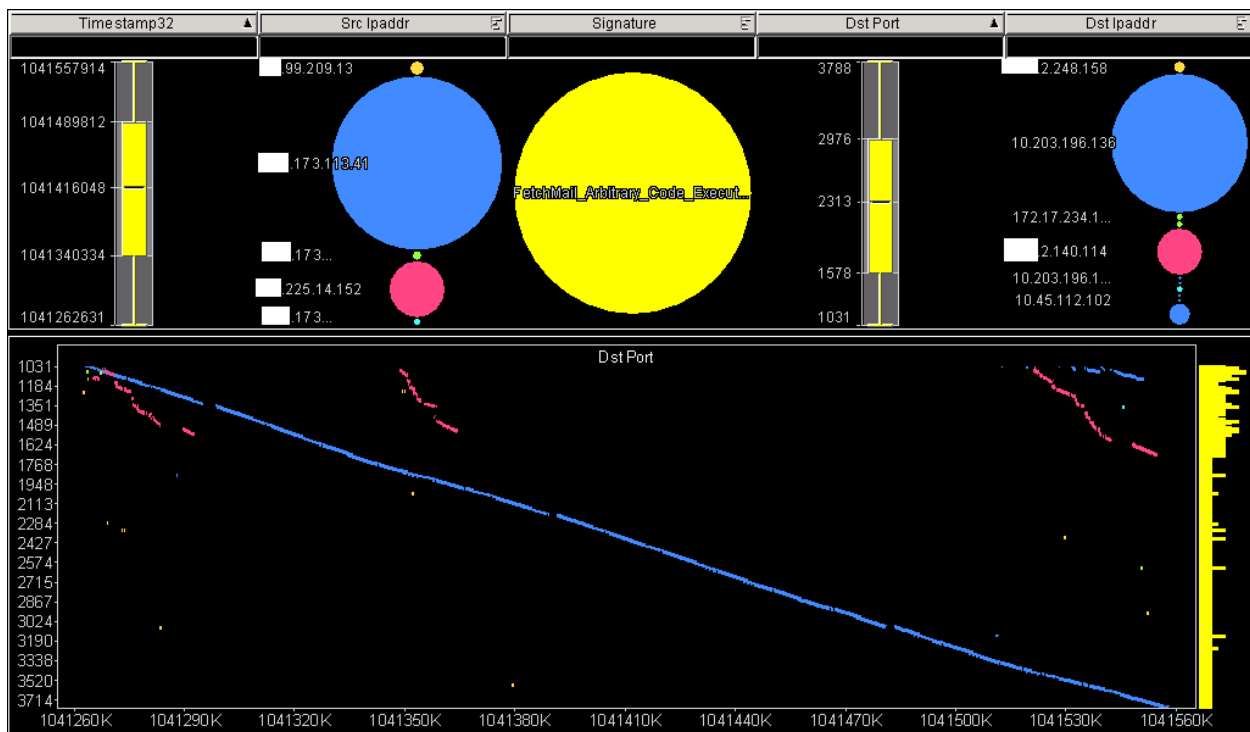 Timestamp32 Src Ipaddr Signature Dst Port Dst Ipaddr
1041557914 .99.209.13 3788 2.248.158
1041489812 2976 10.203.196.136
.173.113.41
1041416048 FetchMail_Arbitrary_Code_Execut... 2313 172.17.234.1...
1041340334 .173... 1578 2.140.114
.225.14.152 10.203.196.1...
1041262631 .173... 1031 10.45.112.102
Dst Port
1031
1184
1351
1489
1624
1768
1948
2113
2284
2427
2574
2715
2867
3024
3190
3338
3520
3714
1041260K 1041290K 1041320K 1041350K 1041380K 1041410K 1041440K 1041470K 1041500K 1041530K 1041560K